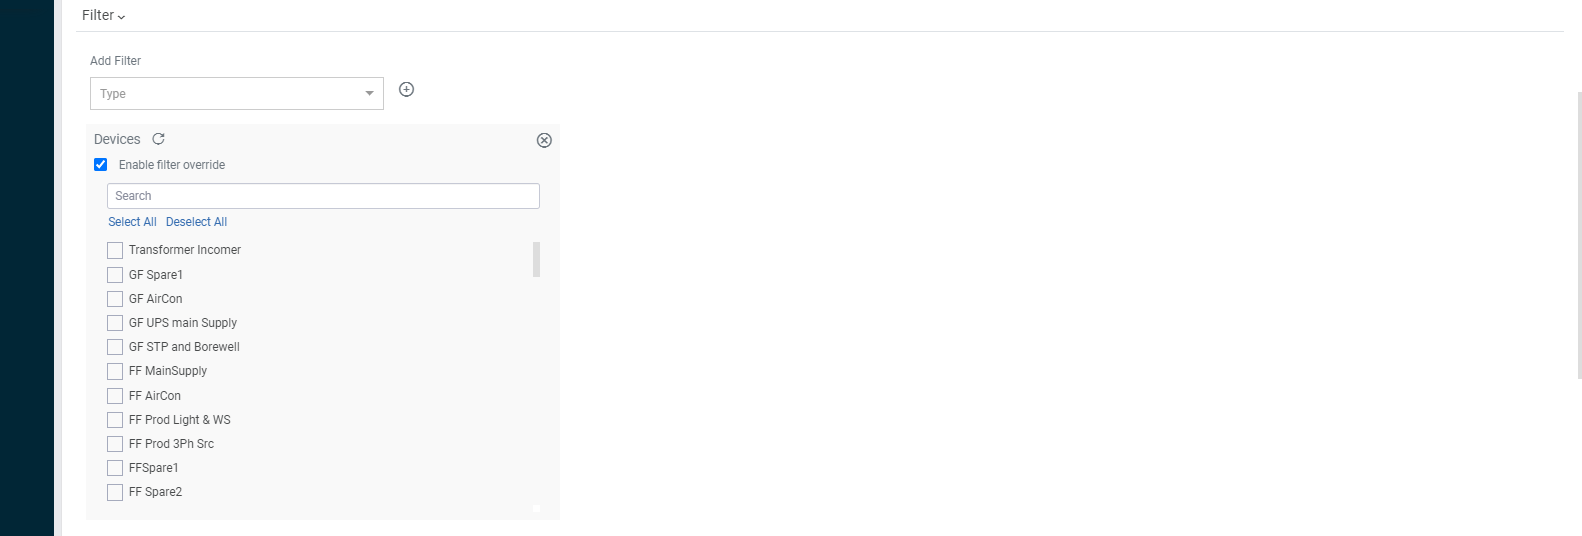 Filter
Add Filter
Type
Devices
Enable filter override
Search
Select All Deselect All
Transformer Incomer
GF Spare1
GF AirCon
GF UPS main Supply
GF STP and Borewell
FF MainSupply
FF AirCon
FF Prod Light & WS
FF Prod 3Ph Src
FFSpare1
FF Spare2